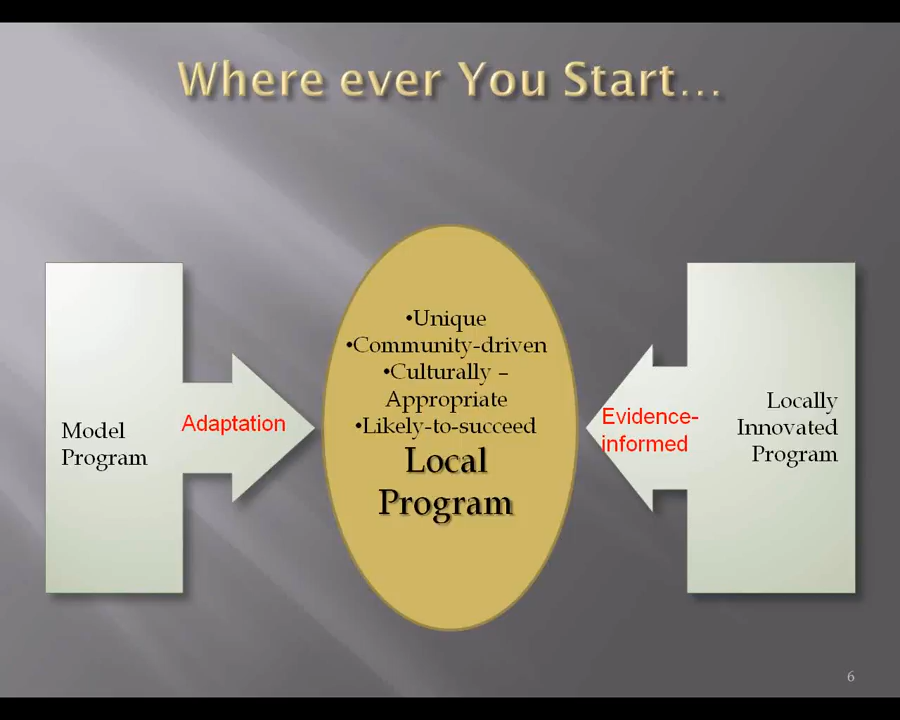 Where ever You Start...
Model
Program
Adaptation
•Unique
•Community-driven
•Culturally –
Appropriate
•Likely-to-succeed
Local
Program
Evidence-
informed
Locally
Innovated
Program
6